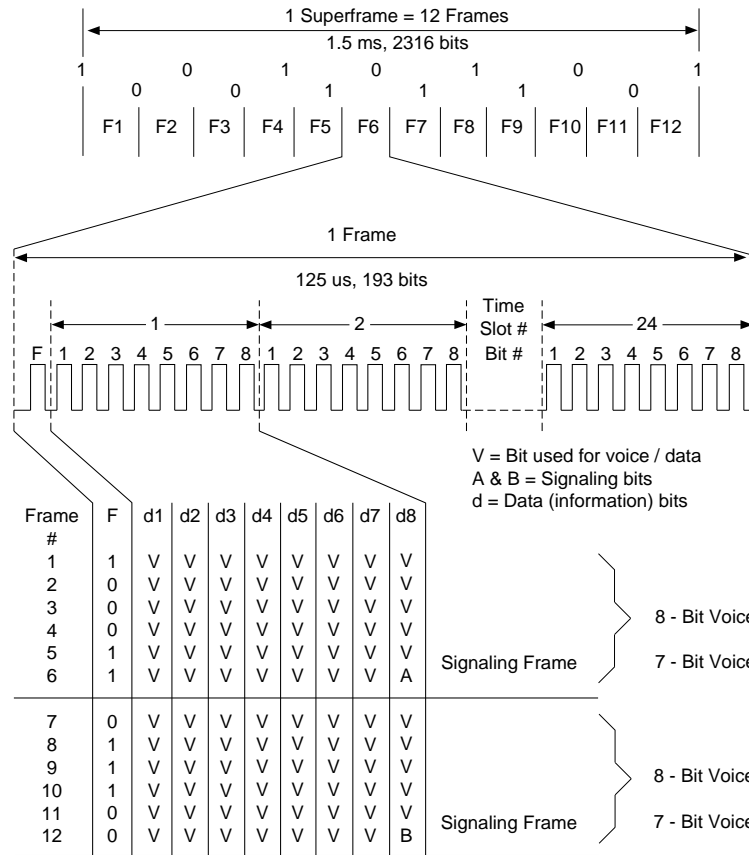 1 Superframe = 12 Frames
1.5 ms, 2316 bits
1 0 1 0 1 0 1
0 0 1 1 1 0
F1 F2 F3 F4 F5 F6 F7 F8 F9 F10 F11 F12
1 Frame
125 us, 193 bits
Time
1 2 Slot # 24
F 1 2 3 4 5 6 7 8 1 2 3 4 5 6 7 8 Bit # 1 2 3 4 5 6 7 8
V = Bit used for voice / data
A & B = Signaling bits
d = Data (information) bits
Frame F d1 d2 d3 d4 d5 d6 d7 d8
#
1 1 V V V V V V V V
2 0 V V V V V V V V
3 0 V V V V V V V V
4 0 V V V V V V V V 8 - Bit Voice
5 1 V V V V V V V V
6 1 V V V V V V V A Signaling Frame 7 - Bit Voice
7 0 V V V V V V V V
8 1 V V V V V V V V
9 1 V V V V V V V V
10 1 V V V V V V V V 8 - Bit Voice
11 0 V V V V V V V V
12 0 V V V V V V V B Signaling Frame 7 - Bit Voice